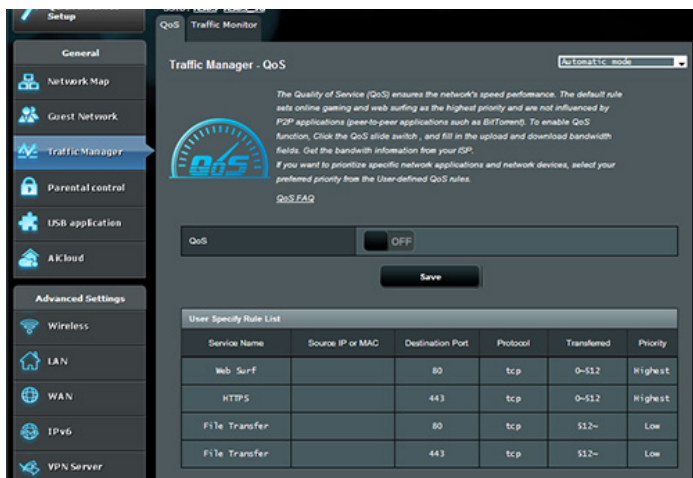 Setup
QoS Traffic Monitor
General
Network Map
Guest Network
Traffic Manager
Parental control
USB application
AiCloud
Advanced Settings
Wireless
LAN
WAN
IPv6
VPN Server
Traffic Manager - QoS
Automatic mode
The Quality of Service (QoS) ensures the network's speed performance. The default rule
sets online gaming and web surfing as the highest priority and are not influenced by
P2P applications (peer-to-peer applications such as BitTorrent). To enable QoS
function, Click the QoS slide switch , and fill in the upload and download bandwidth
fields. Get the bandwith information from your ISP.
If you want to prioritize specific network applications and network devices, select your
preferred priority from the User-defined QoS rules.
QoS FAQ
QoS
QoS OFF
Save
User Specify Rule List
Service Name Source IP or MAC Destination Port Protocol Transferred Priority
Web Surf 80 tcp 0~512 Highest
HTTPS 443 tcp 0~512 Highest
File Transfer 80 tcp 512~ Low
File Transfer 443 tcp 512~ Low